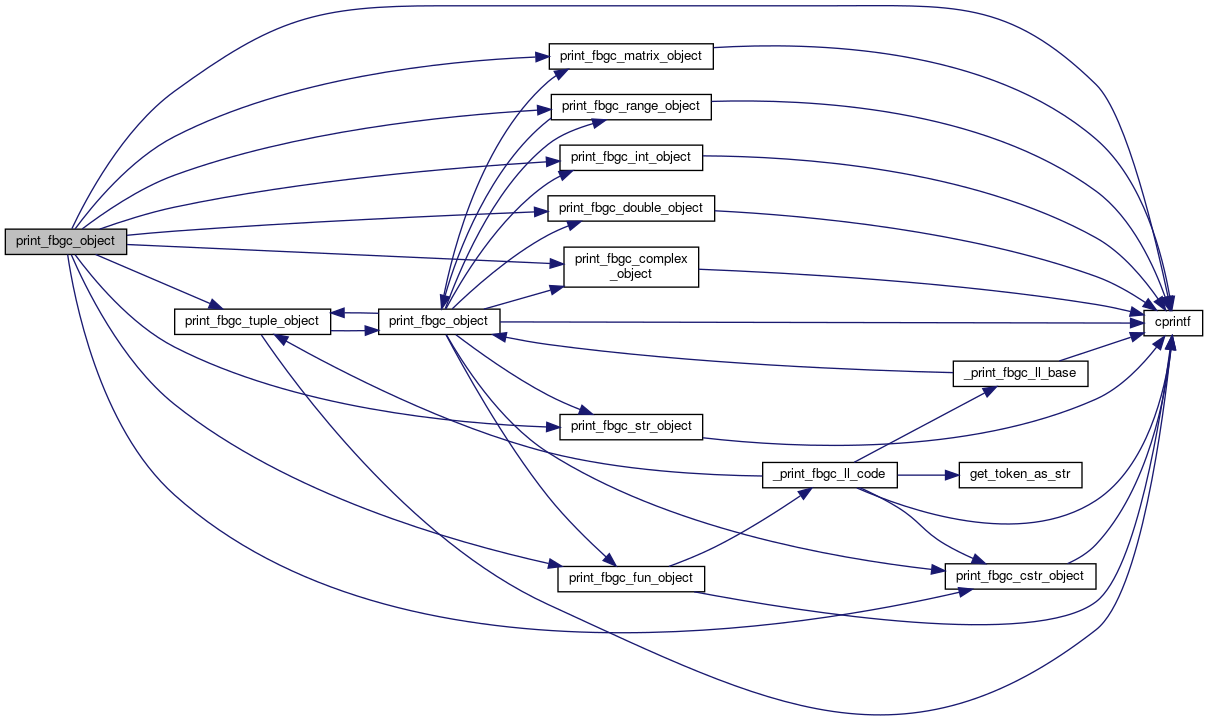 print_fbgc_matrix_object
print_fbgc_range_object
print_fbgc_int_object
print_fbgc_double_object
print_fbgc_object
print_fbgc_complex
_object
print_fbgc_tuple_object
print_fbgc_object
cprintf
_print_fbgc_ll_base
print_fbgc_str_object
_print_fbgc_ll_code
get_token_as_str
print_fbgc_fun_object
print_fbgc_cstr_object